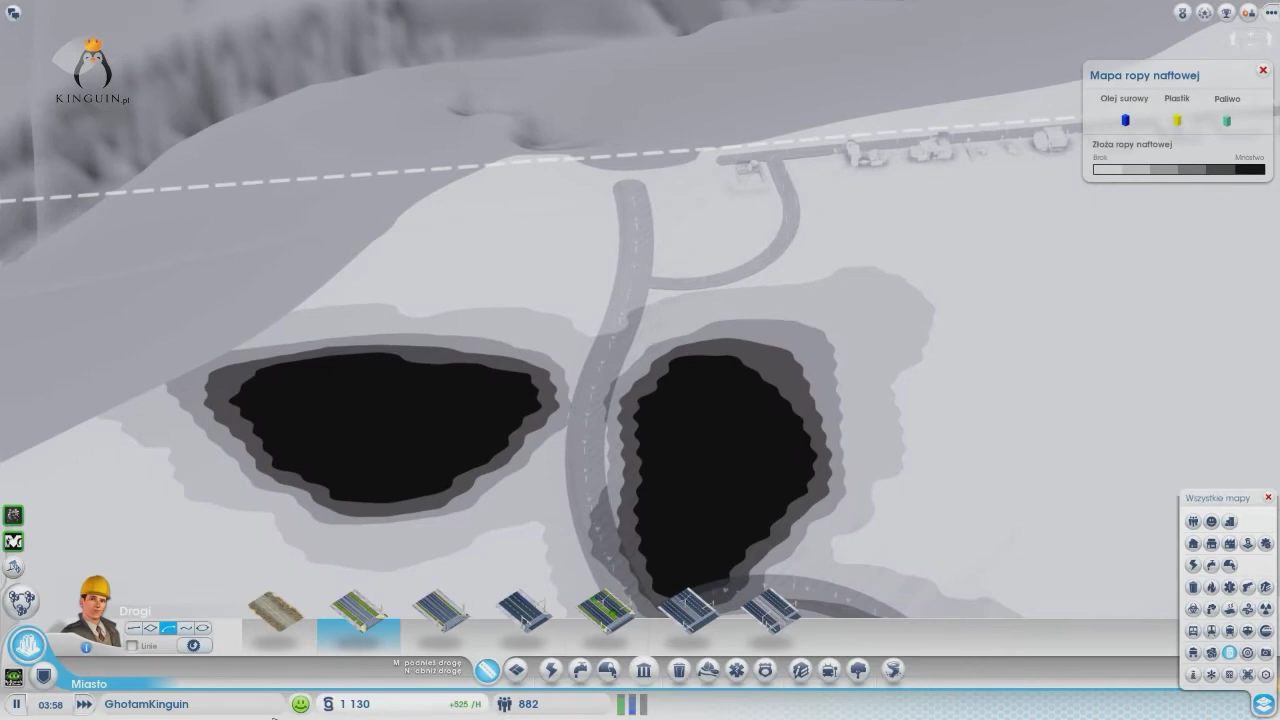 KINGUIN.pl
Mapa ropy naftowej
Olej surowy Plastik Paliwo
Złoża ropy naftowej
Brak Mnóstwo
Wszystkie mapy
Drogi
Linie
M: podnieś drogę
N: obniż drogę
Miasto
03:58 GhotamKinguin 1 130 +525 /H 882